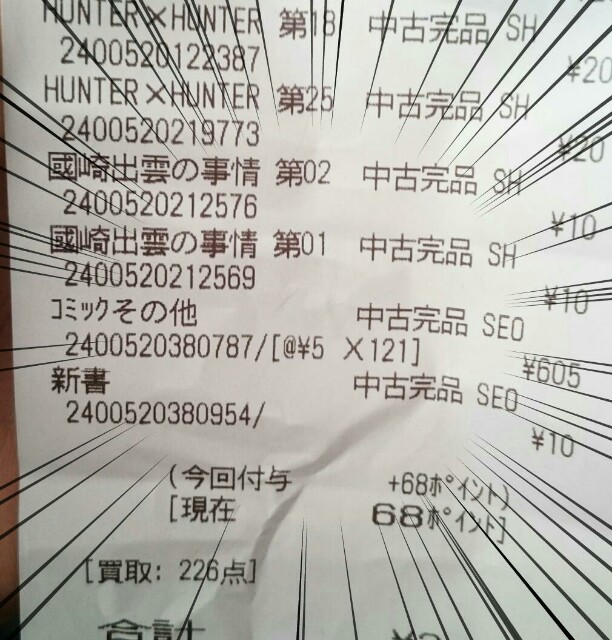 HUNTER×HUNTER 第18 中古完品 SH
2400520122387 ¥20
HUNTER×HUNTER 第25 中古完品 SH
2400520219773 ¥20
國崎出雲の事情 第02 中古完品 SH
2400520212576 ¥10
國崎出雲の事情 第01 中古完品 SH
2400520212569 ¥10
ｺﾐｯｸその他 中古完品 SEO
2400520380787/[@¥5 X121] ¥605
新書 中古完品 SEO
2400520380954/ ¥10
(今回付与 +68ﾎﾟｲﾝﾄ)
[現在 68ﾎﾟｲﾝﾄ]
[買取: 226点]
合計